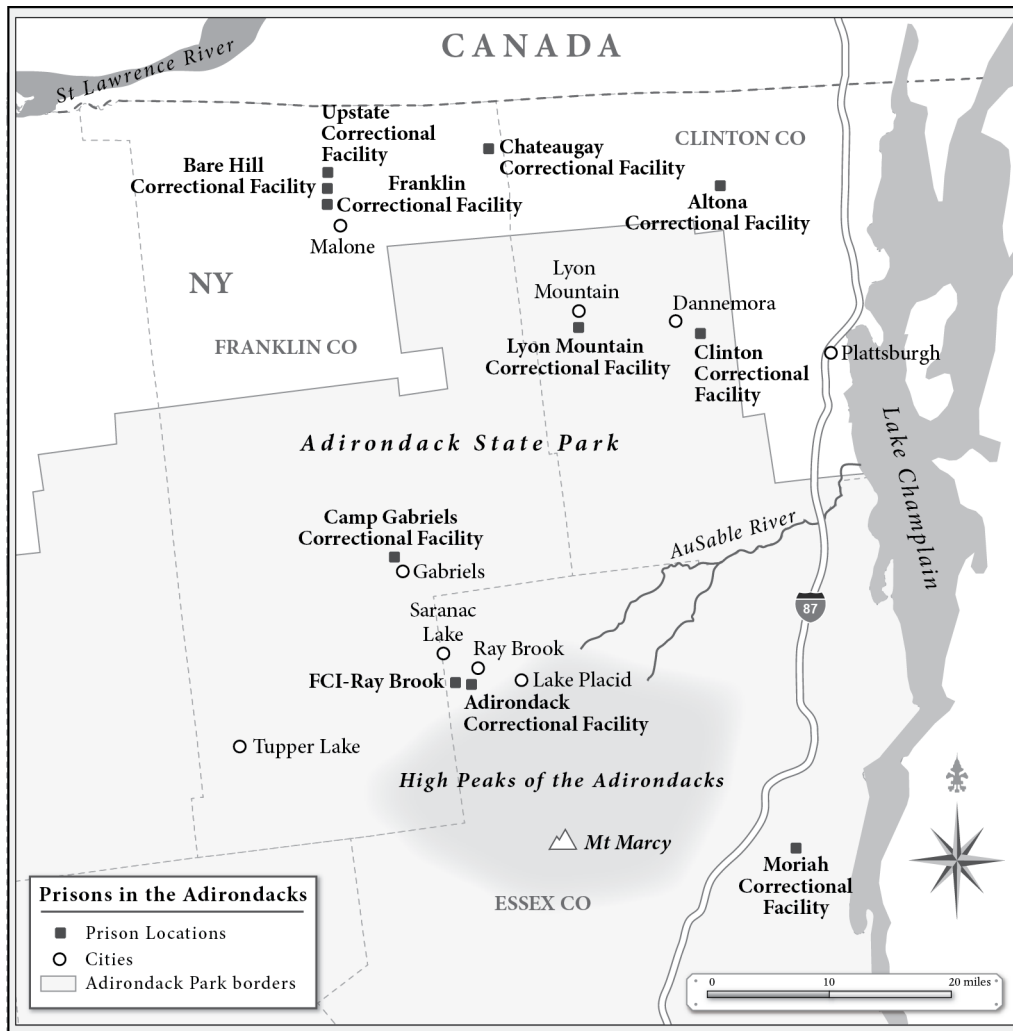 CANADA
St Lawrence River
Upstate
Correctional
Facility
Chateaugay
Correctional Facility
CLINTON CO
Bare Hill
Correctional Facility
Franklin
Correctional Facility
Altona
Correctional Facility
Malone
NY
Lyon
Mountain
Dannemora
FRANKLIN CO
Lyon Mountain
Correctional Facility
Clinton
Correctional
Facility
Plattsburgh
Adirondack State Park
Lake Champlain
Camp Gabriels
Correctional Facility
AuSable River
Gabriels
87
Saranac
Lake
Ray Brook
FCI-Ray Brook
Lake Placid
Adirondack
Correctional Facility
Tupper Lake
High Peaks of the Adirondacks
Mt Marcy
Moriah
Correctional
Facility
ESSEX CO
Prisons in the Adirondacks
Prison Locations
Cities
Adirondack Park borders
0 10 20 miles